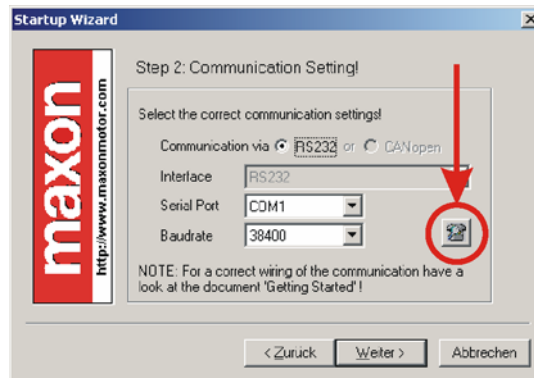 Startup Wizard
maxon
http://www.maxonmotor.com
Step 2: Communication Setting!
Select the correct communication settings!
Communication via RS232 or CANopen
Interlace RS232
Serial Port COM1
Baudrate 38400
NOTE: For a correct wiring of the communication have a
look at the document 'Getting Started' !
< Zurück Weiter > Abbrechen